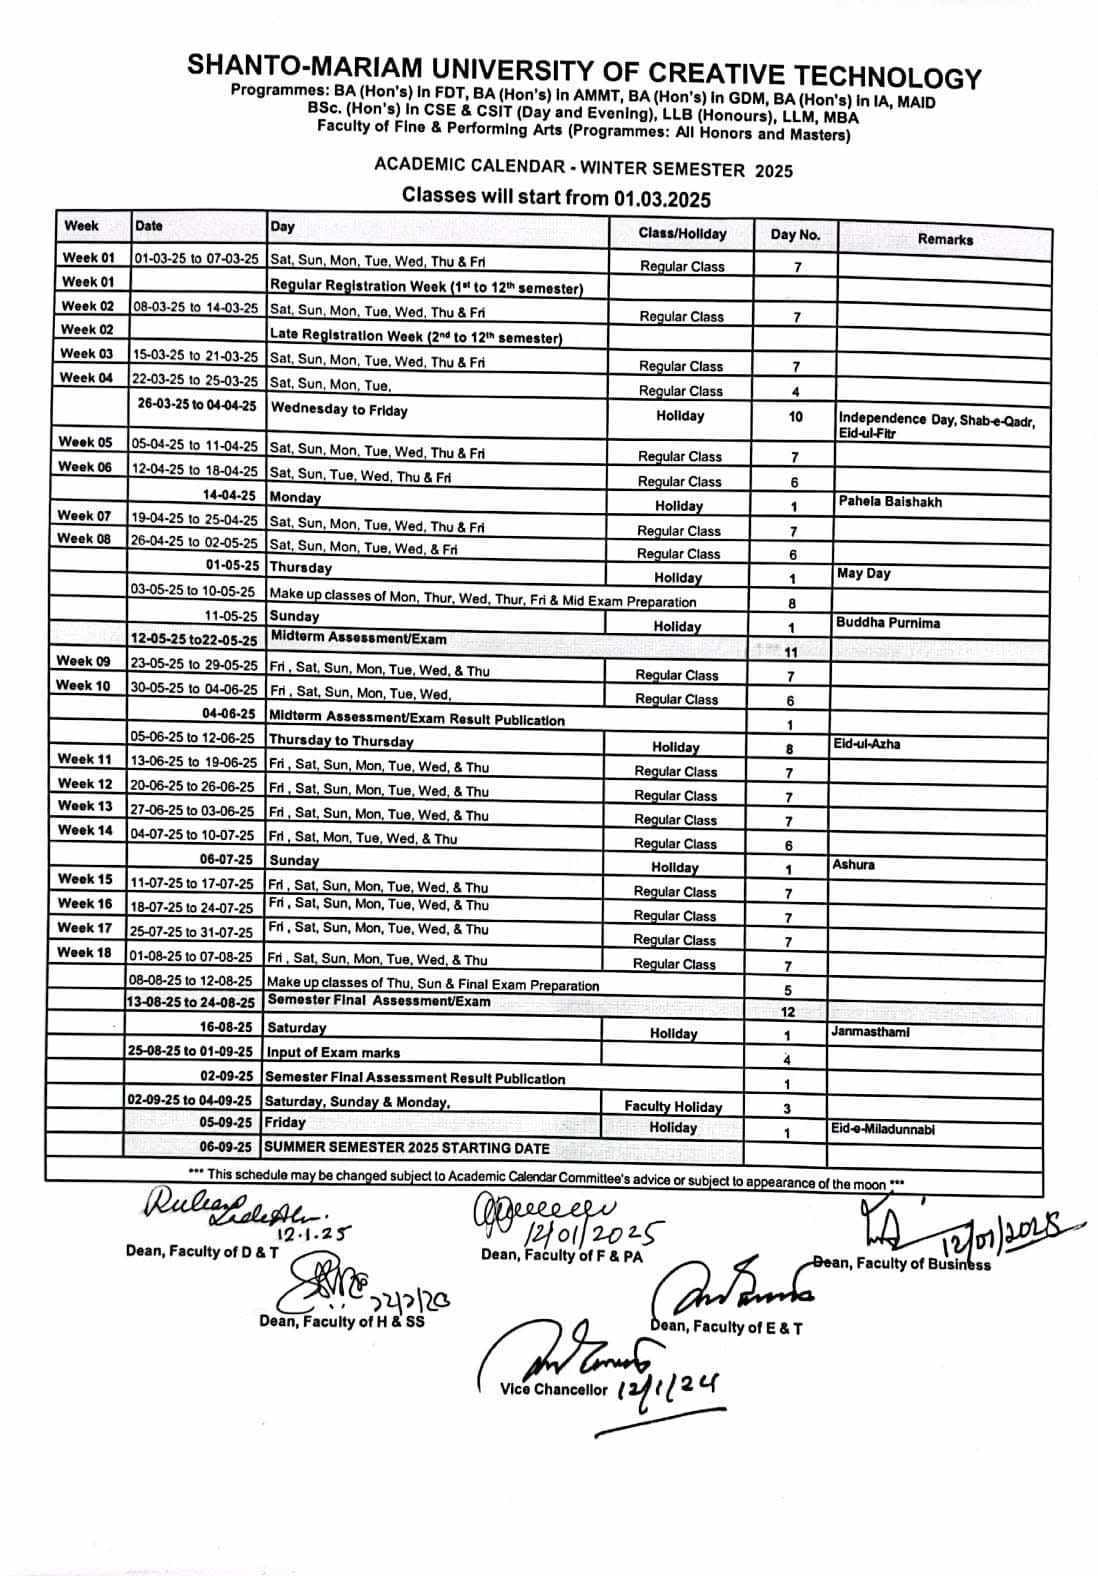 SHANTO-MARIAM UNIVERSITY OF CREATIVE TECHNOLOGY
Programmes: BA (Hon's) in FDT, BA (Hon's) in AMMT, BA (Hon's) in GDM, BA (Hon's) in IA, MAID
BSc. (Hon's) in CSE & CSIT (Day and Evening), LLB (Honours), LLM, MBA
Faculty of Fine & Performing Arts (Programmes: All Honors and Masters)
ACADEMIC CALENDAR - WINTER SEMESTER 2025
Classes will start from 01.03.2025
Week Date Day Class/Holiday Day No. Remarks
Week 01 01-03-25 to 07-03-25 Sat, Sun, Mon, Tue, Wed, Thu & Fri Regular Class 7
Week 01 Regular Registration Week (1st to 12th semester)
Week 02 08-03-25 to 14-03-25 Sat, Sun, Mon, Tue, Wed, Thu & Fri Regular Class 7
Week 02 Late Registration Week (2nd to 12th semester)
Week 03 15-03-25 to 21-03-25 Sat, Sun, Mon, Tue, Wed, Thu & Fri Regular Class 7
Week 04 22-03-25 to 25-03-25 Sat, Sun, Mon, Tue, Regular Class 4
26-03-25 to 04-04-25 Wednesday to Friday Holiday 10 Independence Day, Shab-e-Qadr,
Eid-ul-Fitr
Week 05 05-04-25 to 11-04-25 Sat, Sun, Mon, Tue, Wed, Thu & Fri Regular Class 7
Week 06 12-04-25 to 18-04-25 Sat, Sun, Tue, Wed, Thu & Fri Regular Class 6
14-04-25 Monday Holiday 1 Pahela Baishakh
Week 07 19-04-25 to 25-04-25 Sat, Sun, Mon, Tue, Wed, Thu & Fri Regular Class 7
Week 08 26-04-25 to 02-05-25 Sat, Sun, Mon, Tue, Wed, & Fri Regular Class 6
01-05-25 Thursday Holiday 1 May Day
03-05-25 to 10-05-25 Make up classes of Mon, Thur, Wed, Thur, Fri & Mid Exam Preparation 8
11-05-25 Sunday Holiday 1 Buddha Purnima
12-05-25 to22-05-25 Midterm Assessment/Exam 11
Week 09 23-05-25 to 29-05-25 Fri , Sat, Sun, Mon, Tue, Wed, & Thu Regular Class 7
Week 10 30-05-25 to 04-06-25 Fri , Sat, Sun, Mon, Tue, Wed, Regular Class 6
04-06-25 Midterm Assessment/Exam Result Publication 1
05-06-25 to 12-06-25 Thursday to Thursday Holiday 8 Eid-ul-Azha
Week 11 13-06-25 to 19-06-25 Fri , Sat, Sun, Mon, Tue, Wed, & Thu Regular Class 7
Week 12 20-06-25 to 26-06-25 Fri , Sat, Sun, Mon, Tue, Wed, & Thu Regular Class 7
Week 13 27-06-25 to 03-06-25 Fri , Sat, Sun, Mon, Tue, Wed, & Thu Regular Class 7
Week 14 04-07-25 to 10-07-25 Fri , Sat, Mon, Tue, Wed, & Thu Regular Class 6
06-07-25 Sunday Holiday 1 Ashura
Week 15 11-07-25 to 17-07-25 Fri , Sat, Sun, Mon, Tue, Wed, & Thu Regular Class 7
Week 16 18-07-25 to 24-07-25 Fri , Sat, Sun, Mon, Tue, Wed, & Thu Regular Class 7
Week 17 25-07-25 to 31-07-25 Fri , Sat, Sun, Mon, Tue, Wed, & Thu Regular Class 7
Week 18 01-08-25 to 07-08-25 Fri , Sat, Sun, Mon, Tue, Wed, & Thu Regular Class 7
08-08-25 to 12-08-25 Make up classes of Thu, Sun & Final Exam Preparation 5
13-08-25 to 24-08-25 Semester Final Assessment/Exam 12
16-08-25 Saturday Holiday 1 Janmasthami
25-08-25 to 01-09-25 Input of Exam marks 4
02-09-25 Semester Final Assessment Result Publication 1
02-09-25 to 04-09-25 Saturday, Sunday & Monday, Faculty Holiday 3
05-09-25 Friday Holiday 1 Eid-e-Miladunnabi
06-09-25 SUMMER SEMESTER 2025 STARTING DATE
*** This schedule may be changed subject to Academic Calendar Committee's advice or subject to appearance of the moon ***
12.1.25 12/01/2025 12/01/2025
Dean, Faculty of D & T Dean, Faculty of F & PA Dean, Faculty of Business
Dean, Faculty of H & SS Dean, Faculty of E & T
Vice Chancellor 12/1/24